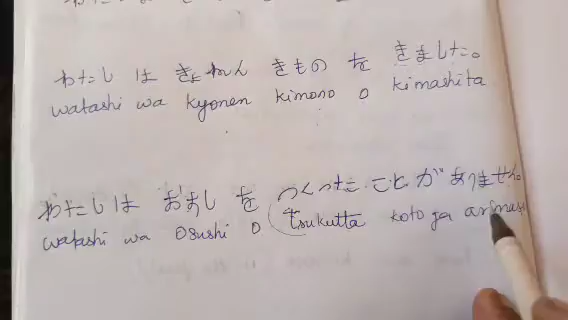 わたし は きょねん きもの を きました。
watashi wa kyonen kimono o kimashita
わたしは おすし を つくったことが ありません。
watashi wa osushi o tsukutta koto ga arimas